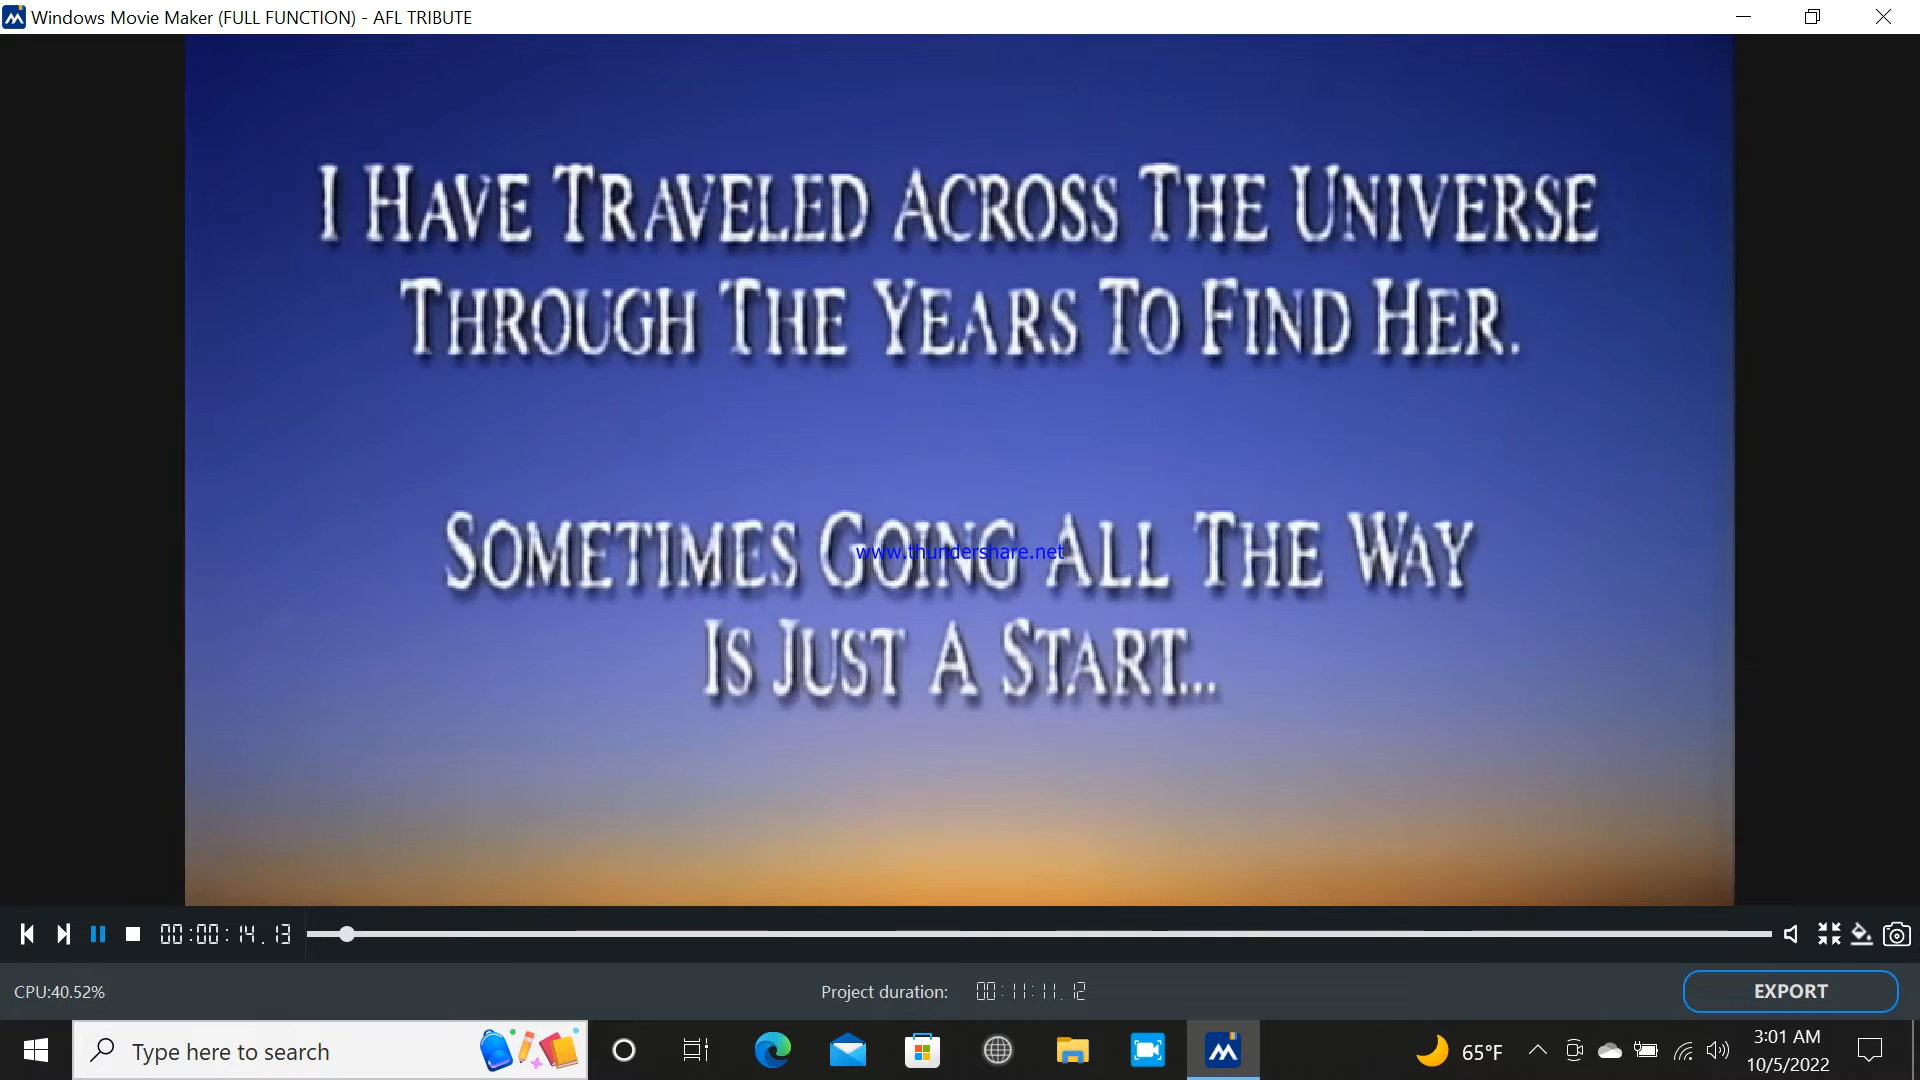 Windows Movie Maker (FULL FUNCTION) - AFL TRIBUTE
I HAVE TRAVELED ACROSS THE UNIVERSE
THROUGH THE YEARS TO FIND HER.
SOMETIMES GOING ALL THE WAY
www.thundershare.net
IS JUST A START...
00:00:14.13
CPU:40.52%
Project duration: 00:11:11.12
EXPORT
Type here to search
65°F
3:01 AM
10/5/2022